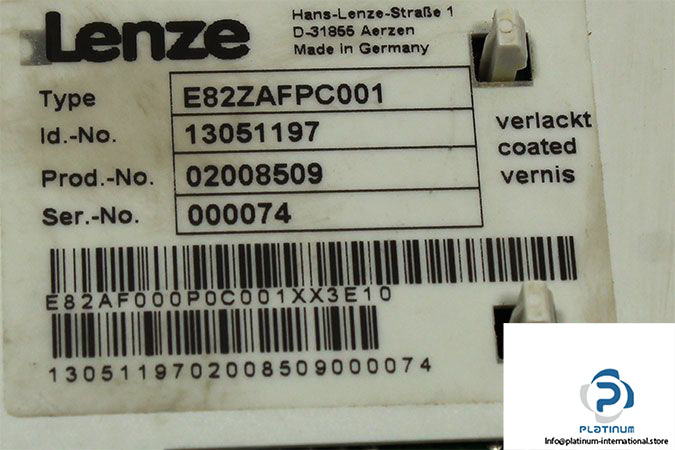 Lenze
Hans-Lenze-Straße 1
D-31855 Aerzen
Made in Germany
Type E82ZAFPC001
Id.-No. 13051197
Prod.-No. 02008509
Ser.-No. 000074
verlackt
coated
vernis
E82AF000P0C001XX3E10
130511970200850900074
PLATINUM
Info@platinum-international.store